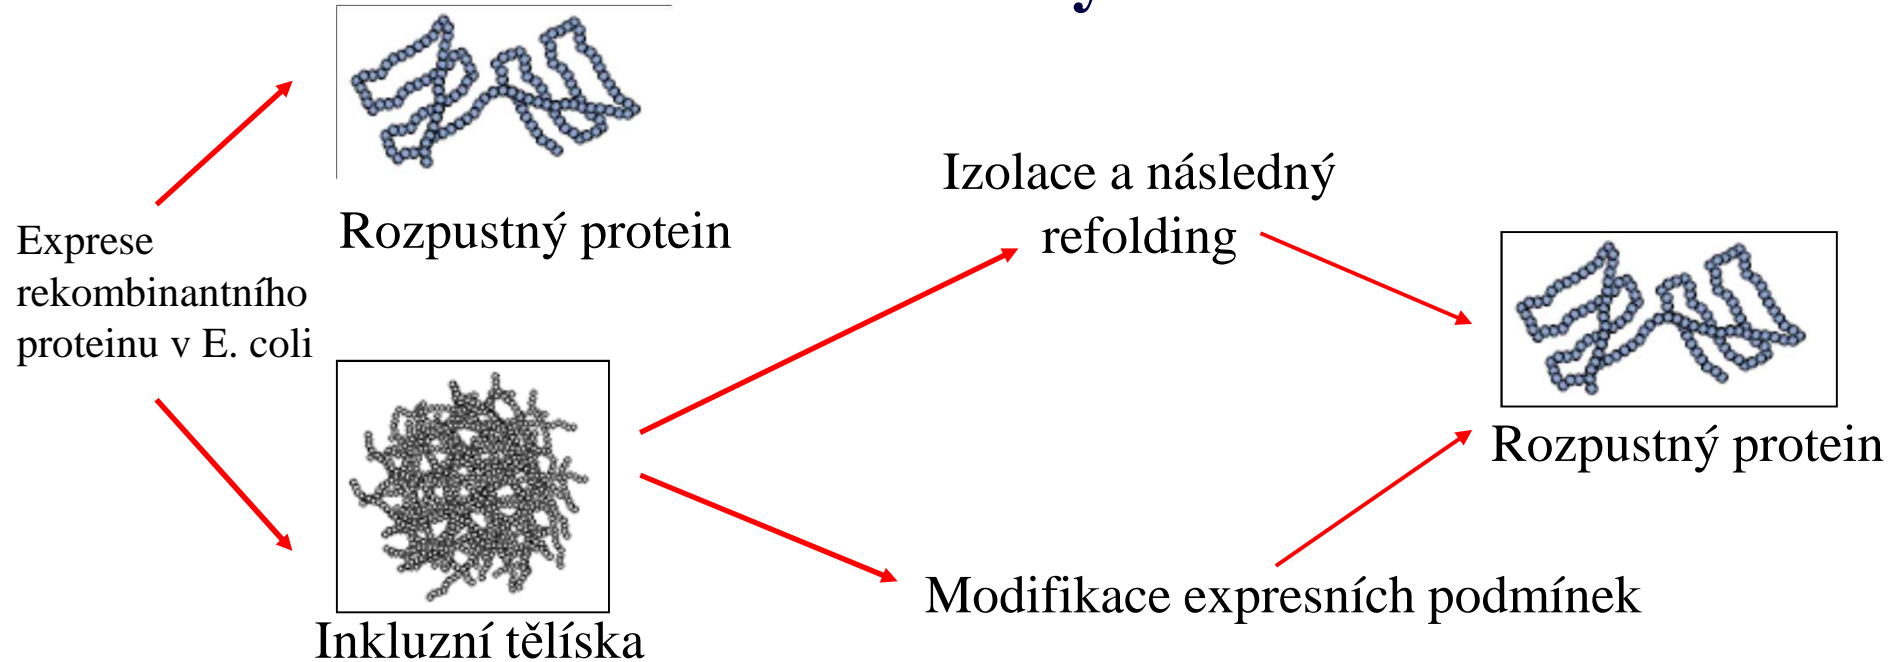 Rozpustný protein
Exprese
rekombinantního
proteinu v E. coli
Inkluzní tělíska
Izolace a následný
refolding
Modifikace expresních podmínek
Rozpustný protein